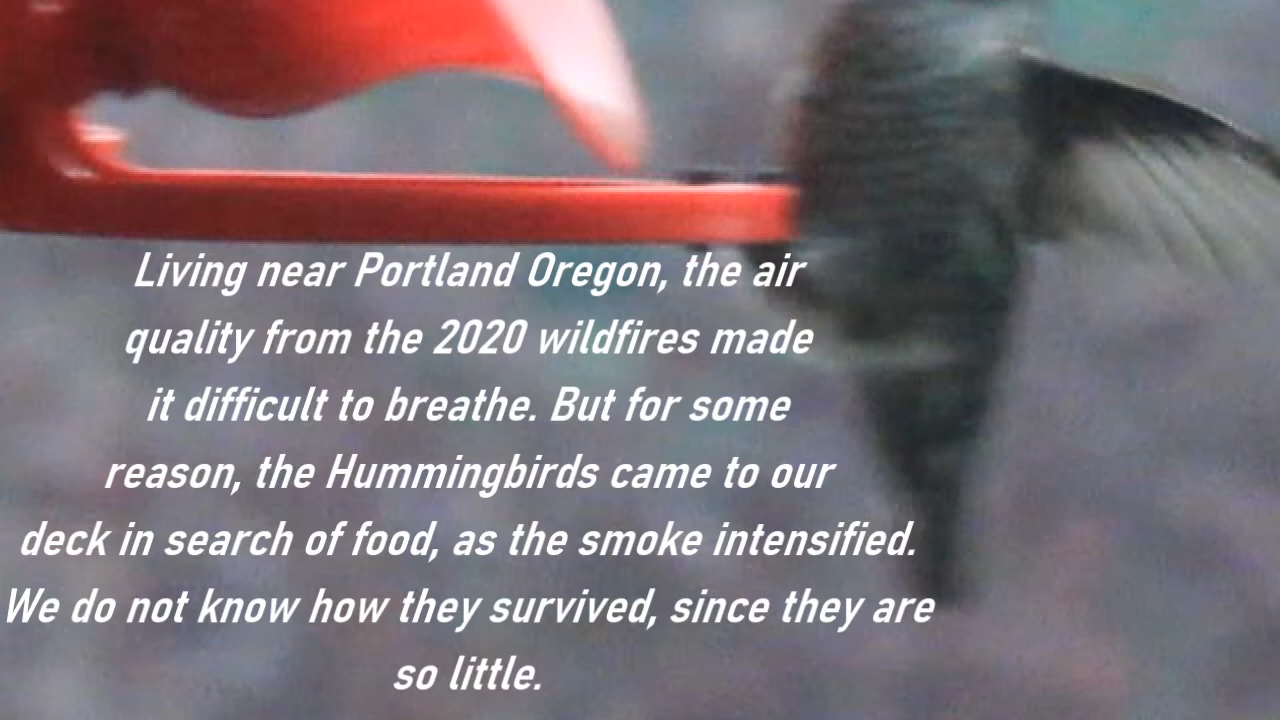 Living near Portland Oregon, the air
quality from the 2020 wildfires made
it difficult to breathe. But for some
reason, the Hummingbirds came to our
deck in search of food, as the smoke intensified.
We do not know how they survived, since they are
so little.